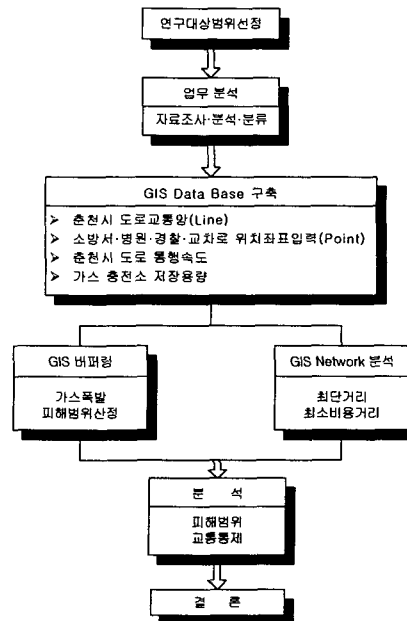 연구대상범위선정
업무 분석
자료조사·분석·분류
GIS Data Base 구축
➢ 춘천시 도로교통망(Line)
➢ 소방서·병원·경찰·교차로 위치좌표입력(Point)
➢ 춘천시 도로 통행속도
➢ 가스 충전소 저장용량
GIS 버퍼링
가스폭발
피해범위산정
GIS Network 분석
최단거리
최소비용거리
분 석
피해범위
교통통제
결 론